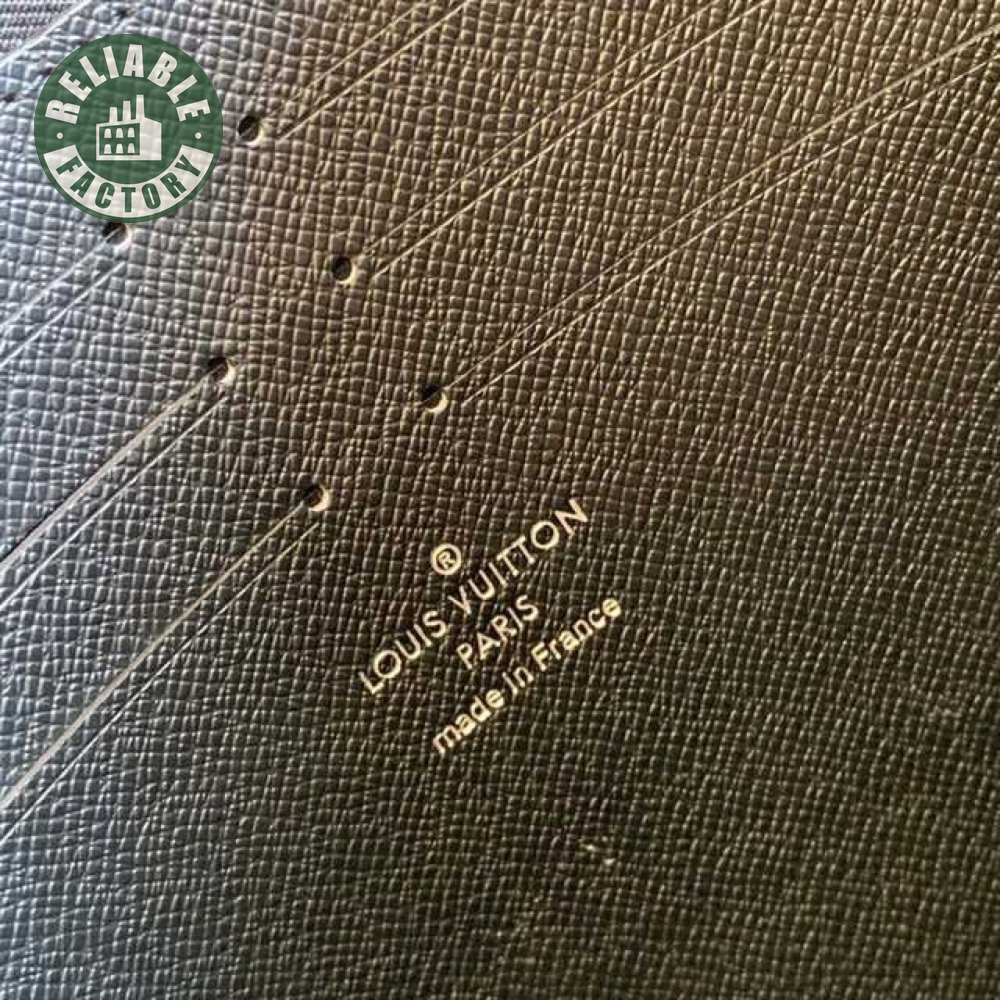 RELIABLE
FACTORY
®
LOUIS VUITTON
PARIS
made in France